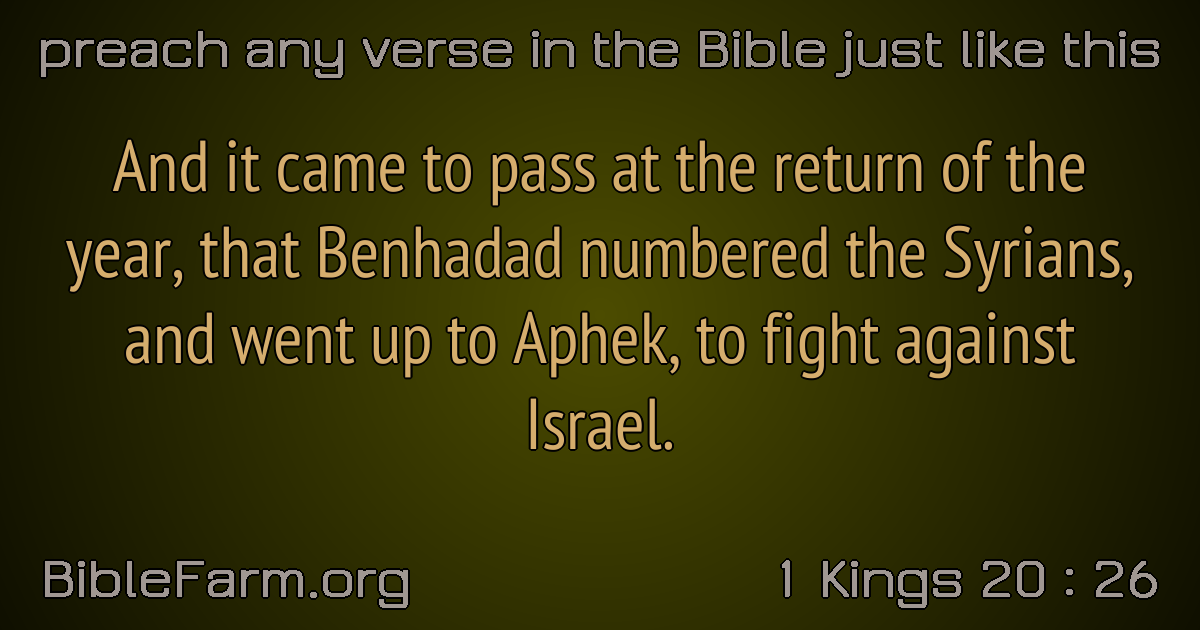 preach any verse in the Bible just like this
And it came to pass at the return of the
year, that Benhadad numbered the Syrians,
and went up to Aphek, to fight against
Israel.
BibleFarm.org
1 Kings 20 : 26